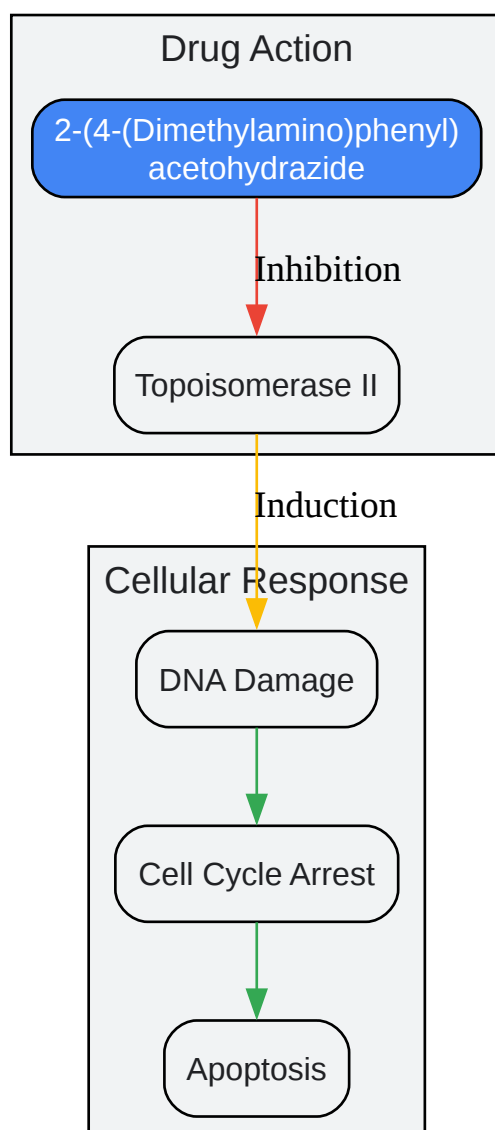 Drug Action
2-(4-(Dimethylamino)phenyl)
acetohydrazide
Inhibition
Topoisomerase II
Induction
Cellular Response
DNA Damage
Cell Cycle Arrest
Apoptosis